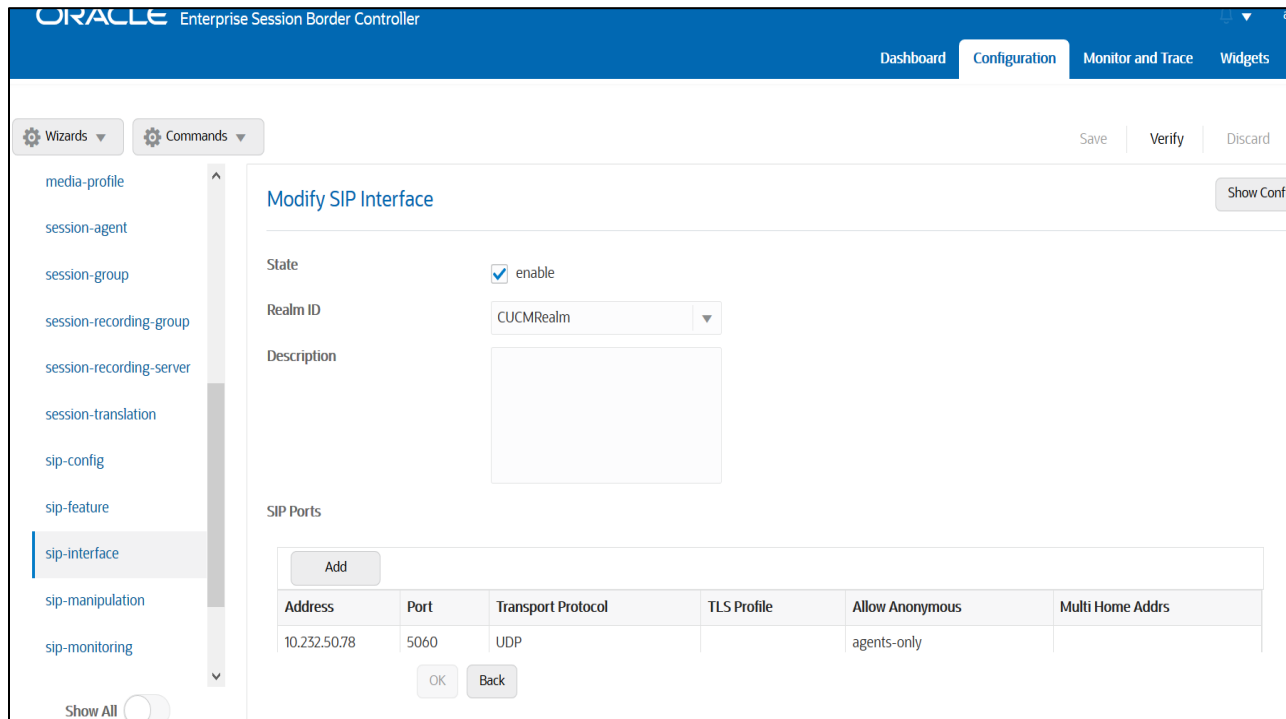 ORACLE Enterprise Session Border Controller
Dashboard Configuration Monitor and Trace Widgets
Wizards Commands
Save Verify Discard
media-profile
session-agent
session-group
session-recording-group
session-recording-server
session-translation
sip-config
sip-feature
sip-interface
sip-manipulation
sip-monitoring
Show All
Modify SIP Interface
Show Conf
State
enable
Realm ID
CUCMRealm
Description
SIP Ports
Add
Address Port Transport Protocol TLS Profile Allow Anonymous Multi Home Addrs
10.232.50.78 5060 UDP agents-only
OK Back